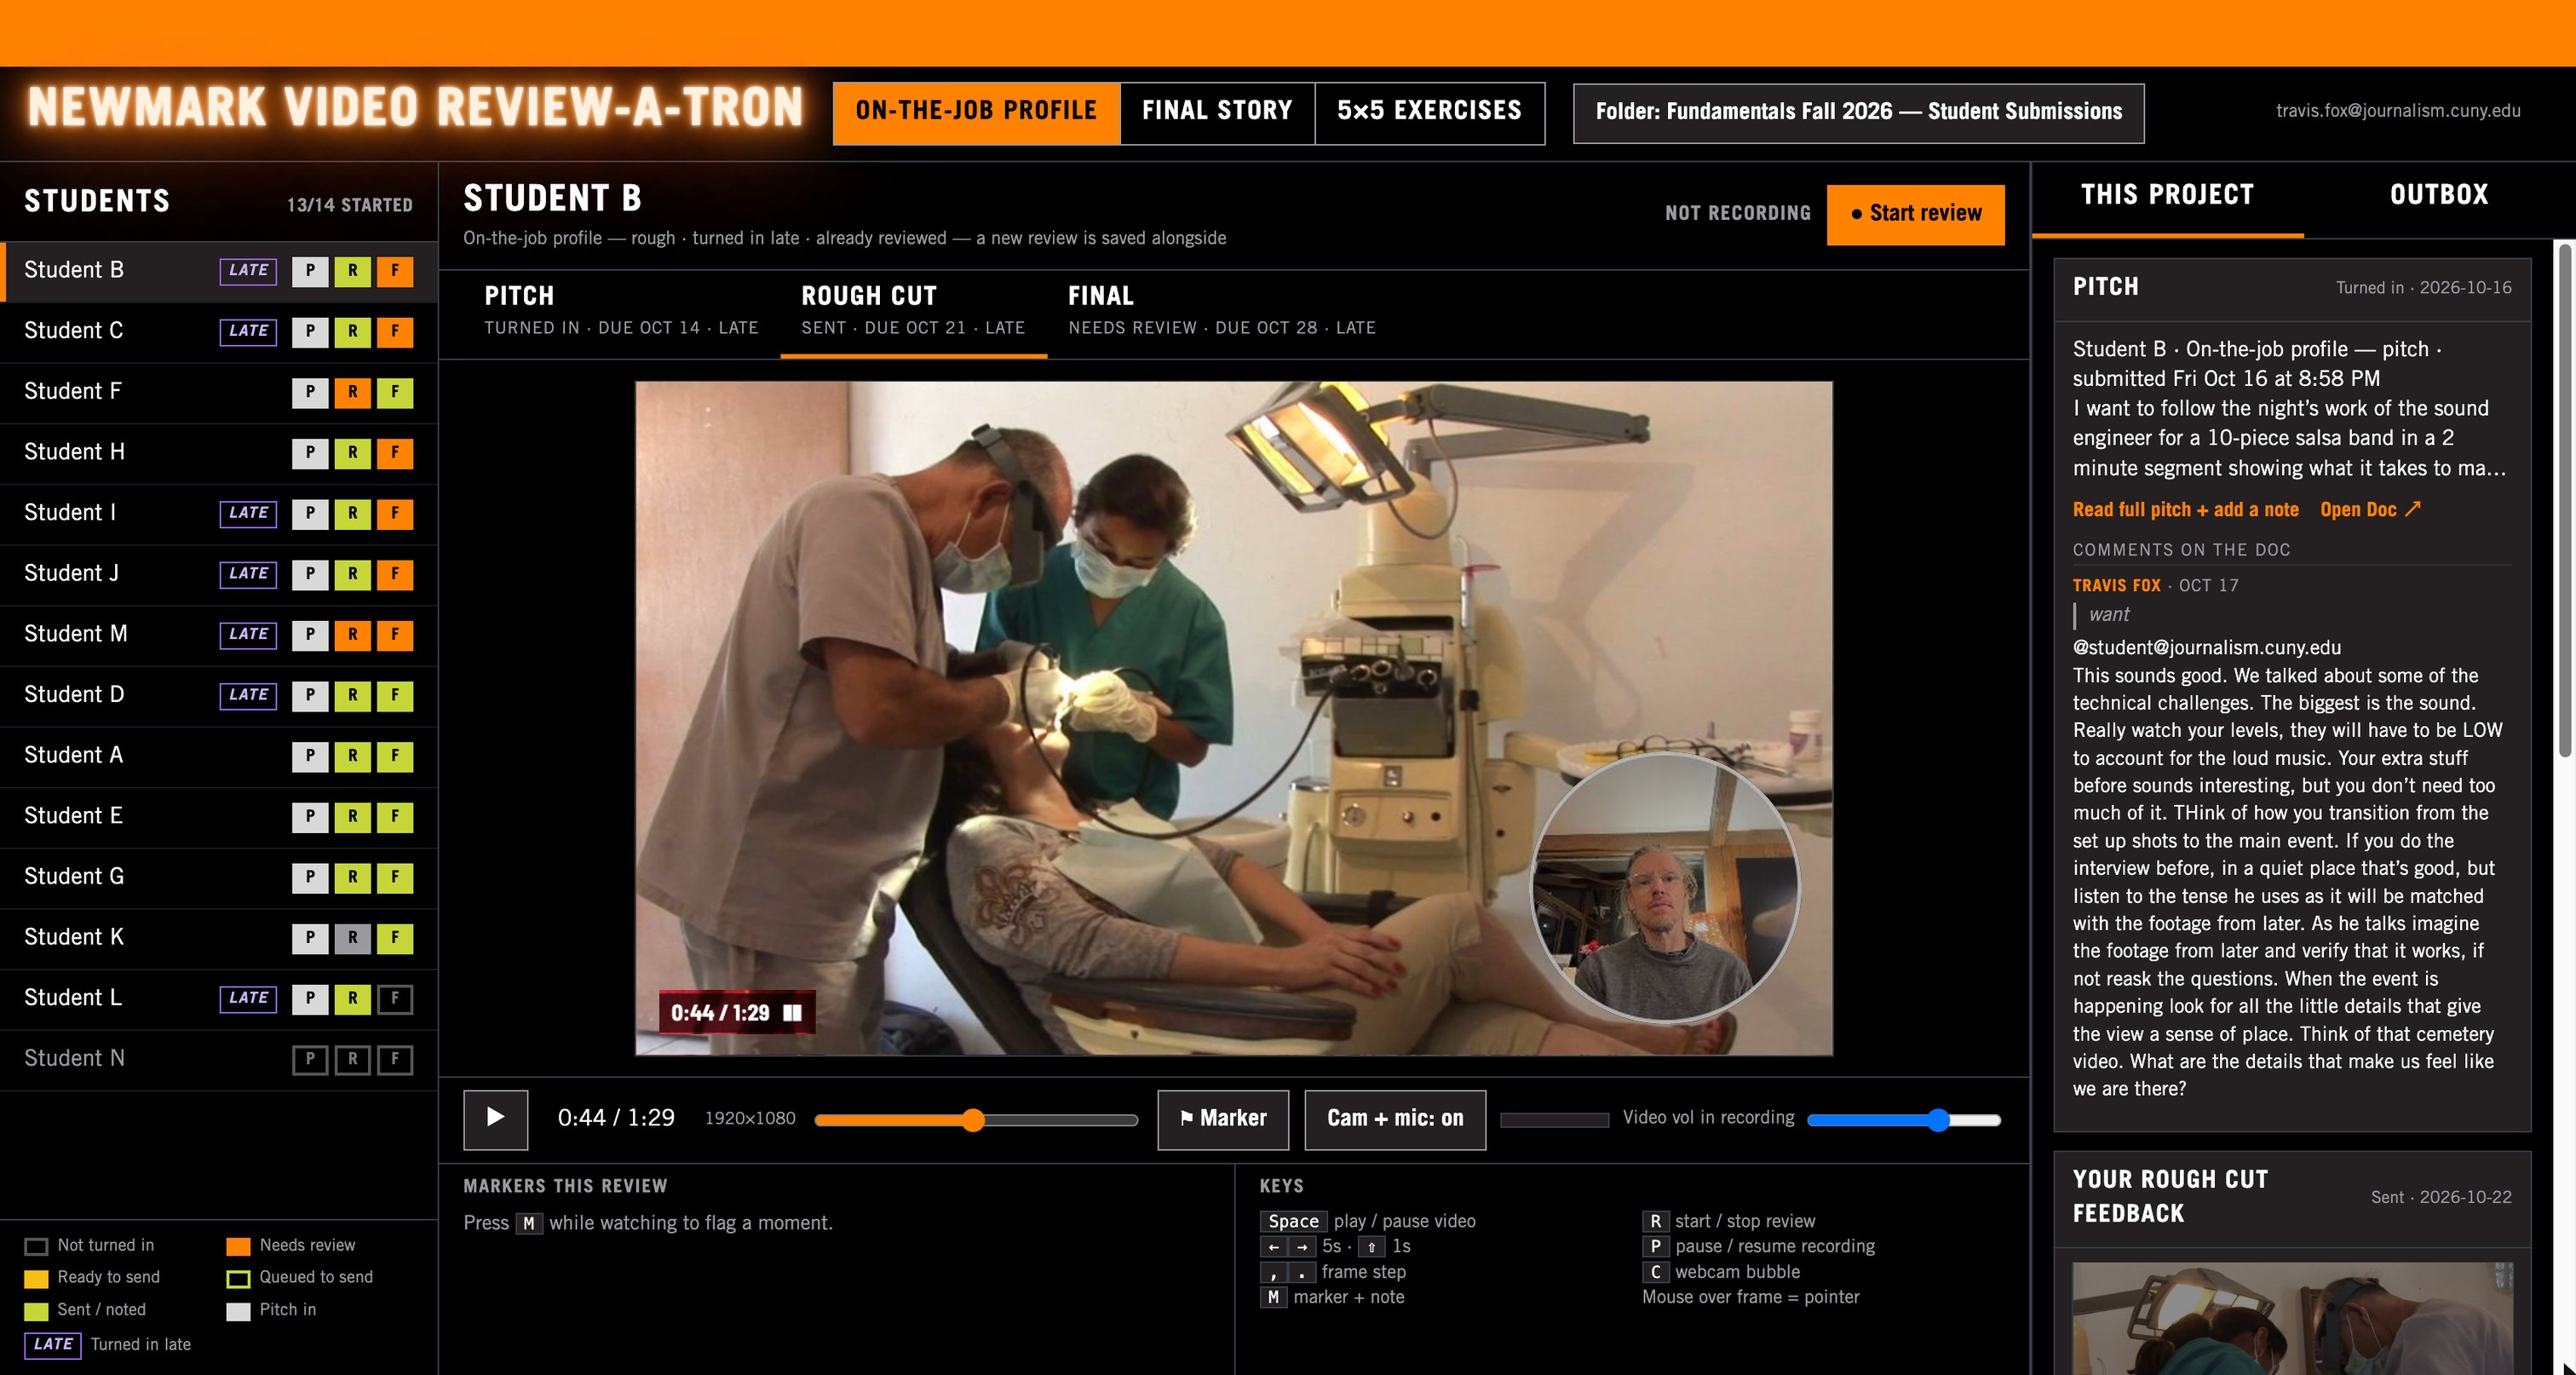 NEWMARK VIDEO REVIEW-A-TRON
ON-THE-JOB PROFILE
FINAL STORY
5×5 EXERCISES
Folder: Fundamentals Fall 2026 — Student Submissions
travis.fox@journalism.cuny.edu
STUDENTS
13/14 STARTED
Student B LATE P R F
Student C LATE P R F
Student F P R F
Student H P R F
Student I LATE P R F
Student J LATE P R F
Student M LATE P R F
Student D LATE P R F
Student A P R F
Student E P R F
Student G P R F
Student K P R F
Student L LATE P R F
Student N P R F
Not turned in
Needs review
Ready to send
Queued to send
Sent / noted
Pitch in
LATE Turned in late
STUDENT B
On-the-job profile — rough · turned in late · already reviewed — a new review is saved alongside
NOT RECORDING
● Start review
PITCH
TURNED IN · DUE OCT 14 · LATE
ROUGH CUT
SENT · DUE OCT 21 · LATE
FINAL
NEEDS REVIEW · DUE OCT 28 · LATE
0:44 / 1:29
0:44 / 1:29
1920×1080
⚑ Marker
Cam + mic: on
Video vol in recording
MARKERS THIS REVIEW
Press M while watching to flag a moment.
KEYS
Space play / pause video
← → 5s · ⇧ 1s
, . frame step
M marker + note
R start / stop review
P pause / resume recording
C webcam bubble
Mouse over frame = pointer
THIS PROJECT
OUTBOX
PITCH
Turned in · 2026-10-16
Student B · On-the-job profile — pitch ·
submitted Fri Oct 16 at 8:58 PM
I want to follow the night’s work of the sound
engineer for a 10-piece salsa band in a 2
minute segment showing what it takes to ma…
Read full pitch + add a note
Open Doc ↗
COMMENTS ON THE DOC
TRAVIS FOX · OCT 17
want
@student@journalism.cuny.edu
This sounds good. We talked about some of the
technical challenges. The biggest is the sound.
Really watch your levels, they will have to be LOW
to account for the loud music. Your extra stuff
before sounds interesting, but you don’t need too
much of it. THink of how you transition from the
set up shots to the main event. If you do the
interview before, in a quiet place that’s good, but
listen to the tense he uses as it will be matched
with the footage from later. As he talks imagine
the footage from later and verify that it works, if
not reask the questions. When the event is
happening look for all the little details that give
the view a sense of place. Think of that cemetery
video. What are the details that make us feel like
we are there?
YOUR ROUGH CUT
FEEDBACK
Sent · 2026-10-22